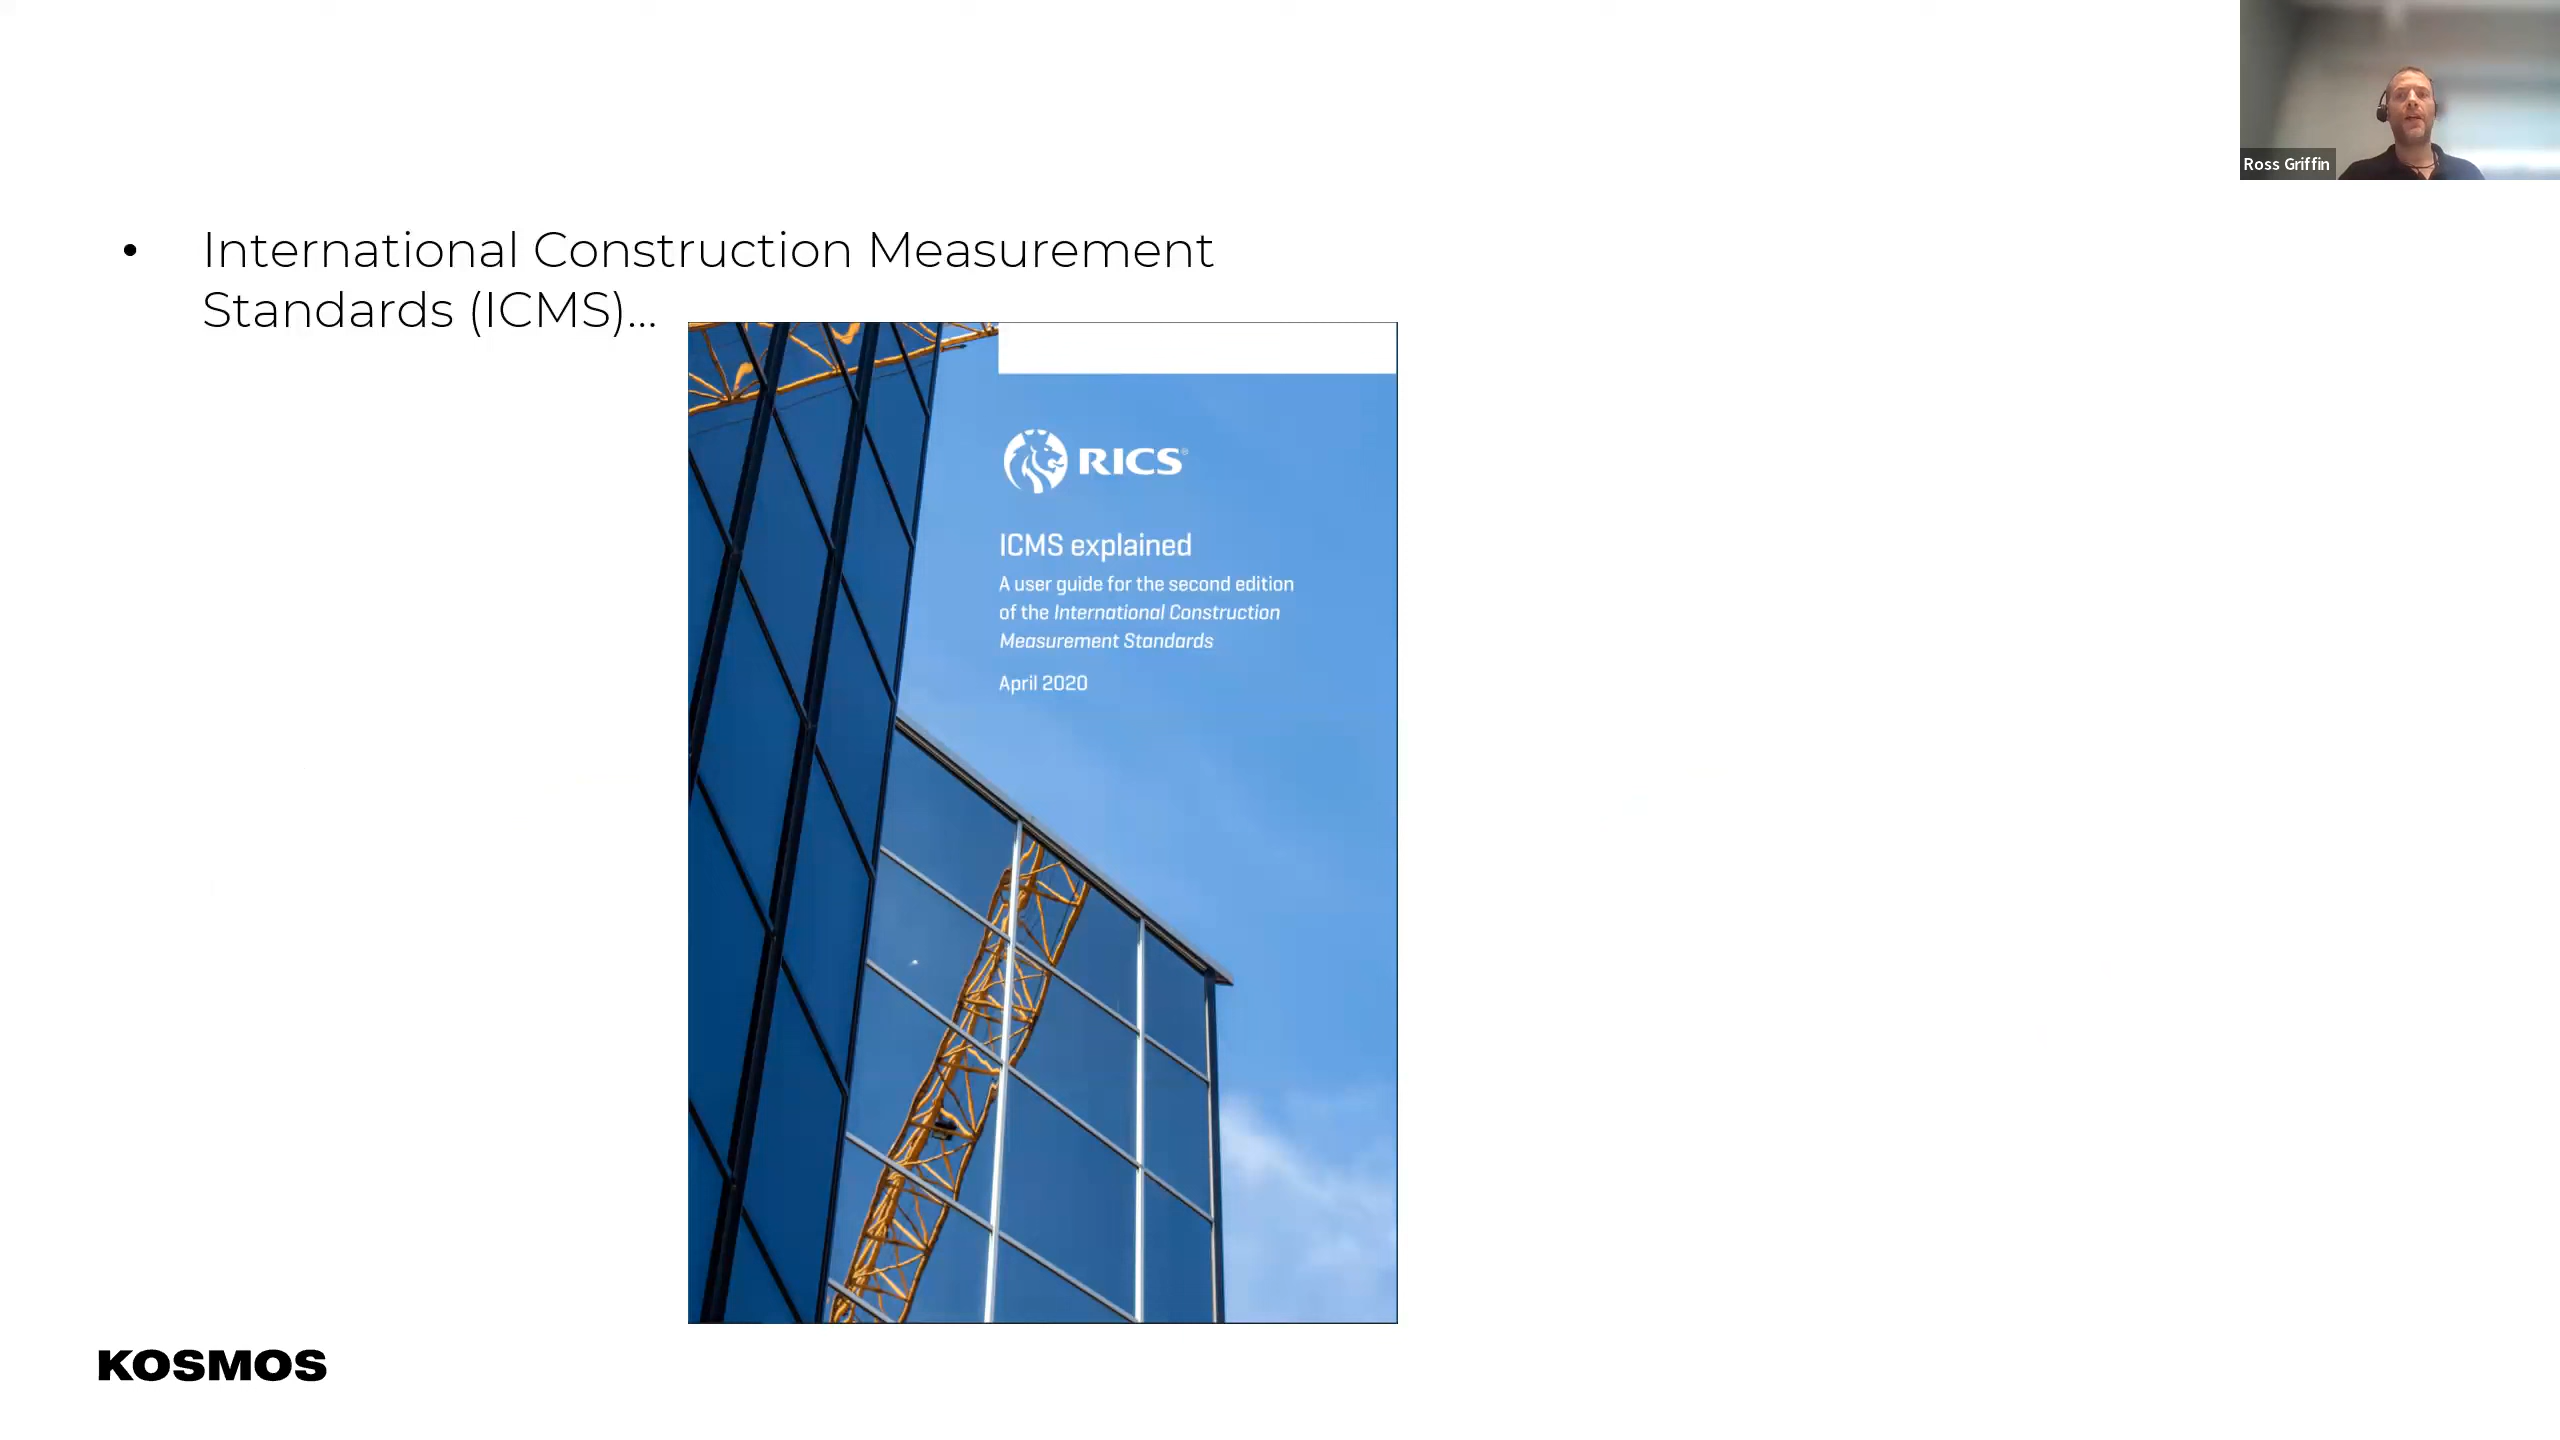 Ross Griffin
• International Construction Measurement
Standards (ICMS)...
RICS®
ICMS explained
A user guide for the second edition
of the International Construction
Measurement Standards
April 2020
KOSMOS